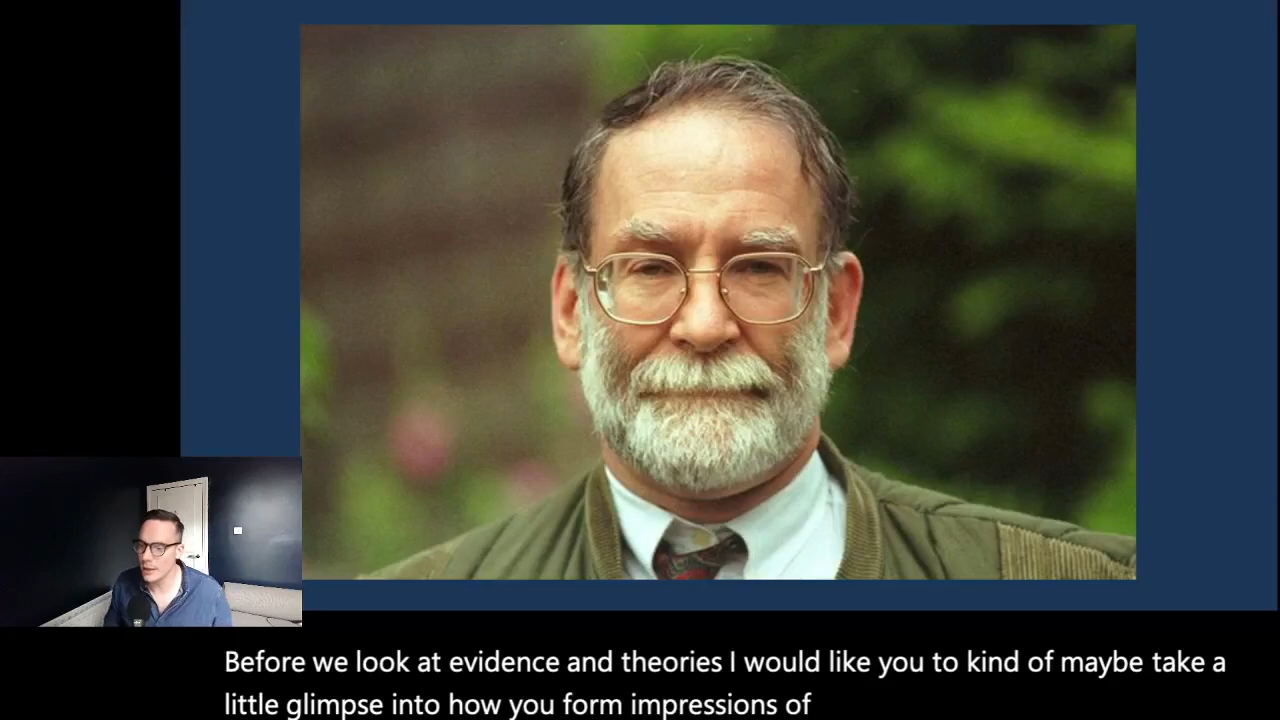 Before we look at evidence and theories I would like you to kind of maybe take a
little glimpse into how you form impressions of